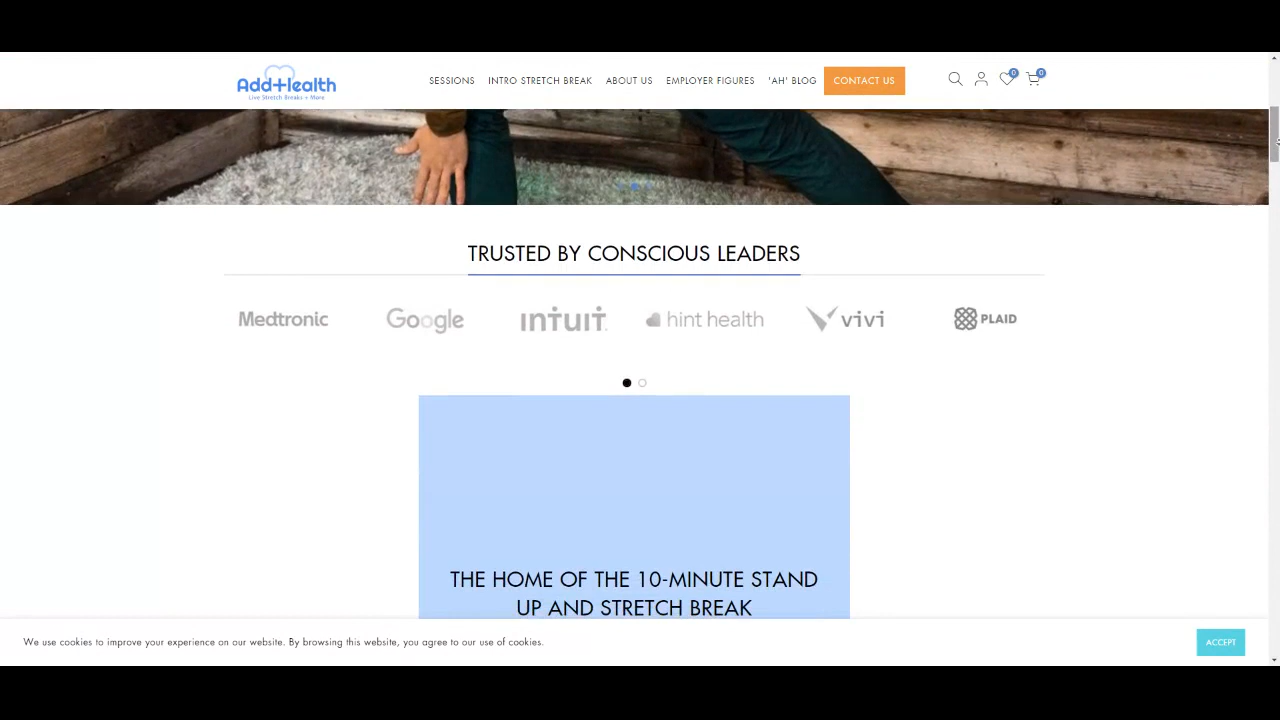 Add+Health
Live Stretch Breaks + More
SESSIONS INTRO STRETCH BREAK ABOUT US EMPLOYER FIGURES 'AH' BLOG CONTACT US 0 0
TRUSTED BY CONSCIOUS LEADERS
Medtronic Google intuit. hint health vivi PLAID
THE HOME OF THE 10-MINUTE STAND
UP AND STRETCH BREAK
We use cookies to improve your experience on our website. By browsing this website, you agree to our use of cookies. ACCEPT